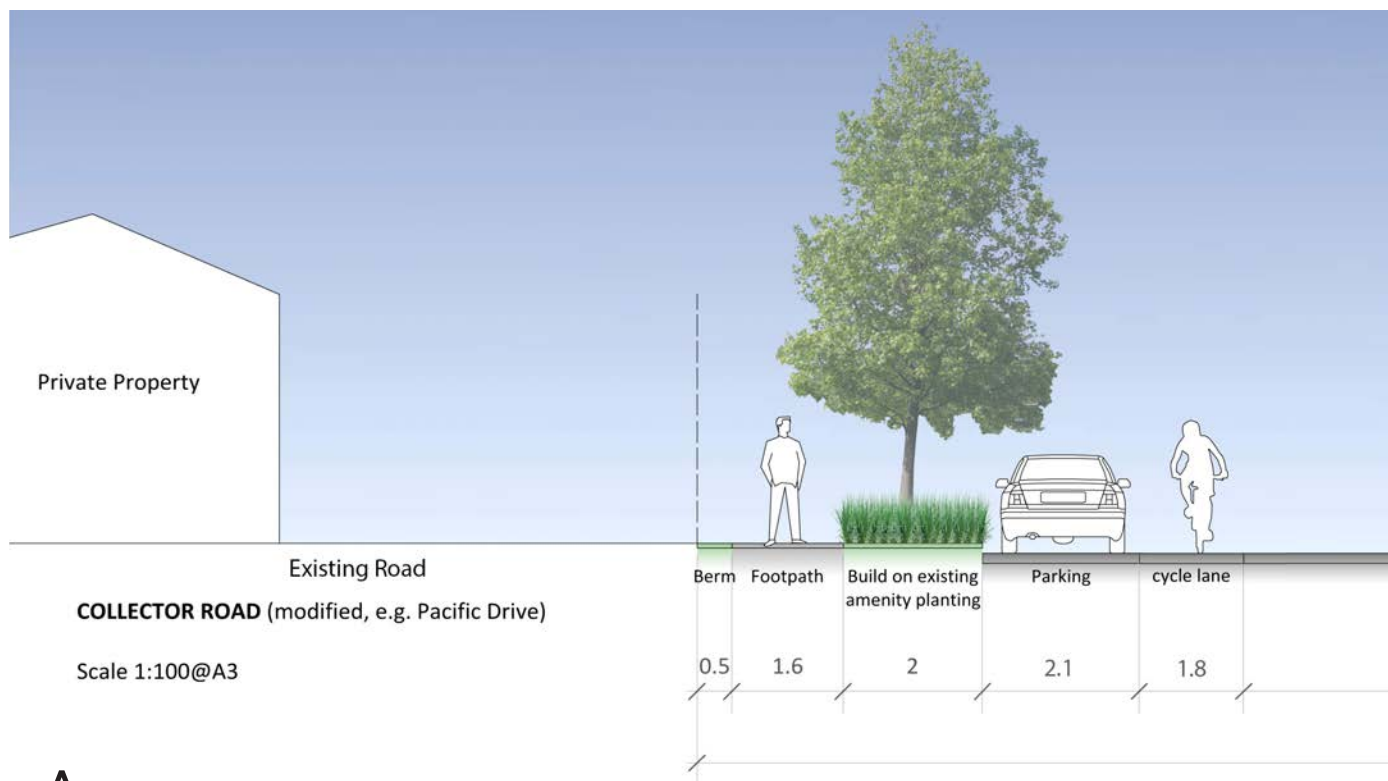 Private Property
Existing Road
Berm
Footpath
Build on existing
amenity planting
Parking
cycle lane
COLLECTOR ROAD (modified, e.g. Pacific Drive)
Scale 1:100@A3
0.5
1.6
2
2.1
1.8
A